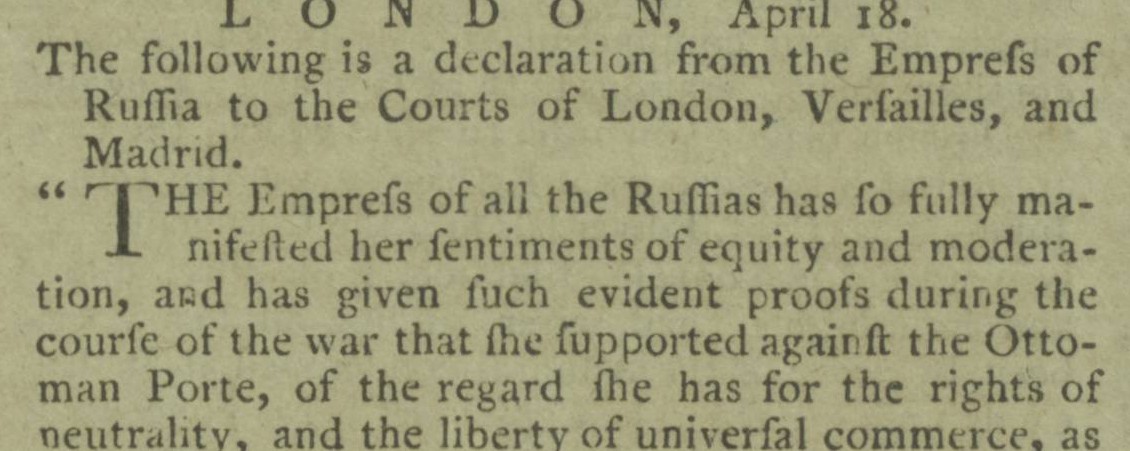 LONDON, April 18.
The following is a declaration from the Empreſs of
Ruſſia to the Courts of London, Verſailles, and
Madrid.
“ THE Empreſs of all the Ruſſias has ſo fully ma-
nifeſted her ſentiments of equity and modera-
tion, and has given ſuch evident proofs during the
courſe of the war that ſhe ſupported againſt the Otto-
man Porte, of the regard ſhe has for the rights of
neutrality, and the liberty of univerſal commerce, as